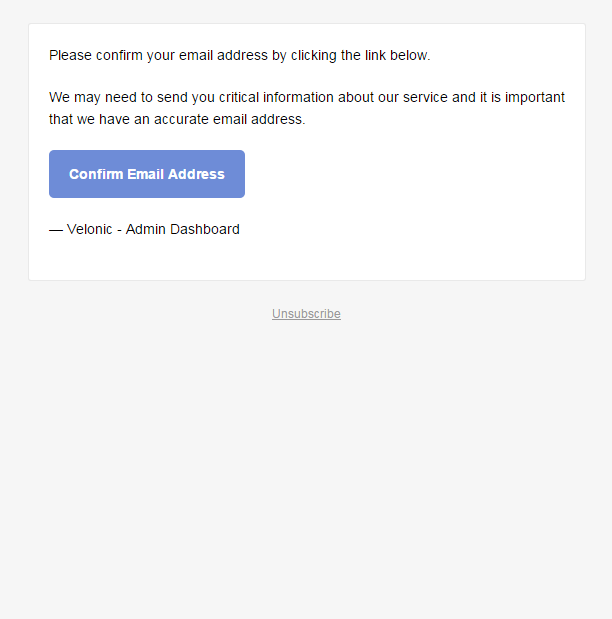 Please confirm your email address by clicking the link below.
We may need to send you critical information about our service and it is important
that we have an accurate email address.
Confirm Email Address
— Velonic - Admin Dashboard
Unsubscribe